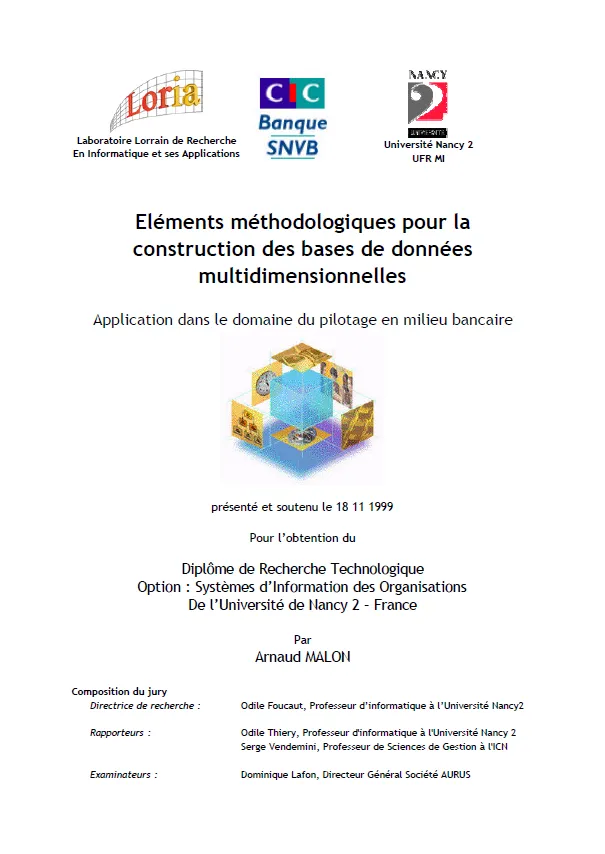 Loria
Laboratoire Lorrain de Recherche
En Informatique et ses Applications
CIC
Banque
SNVB
NANCY
2
UNIVERSITÉ
Université Nancy 2
UFR MI
Eléments méthodologiques pour la
construction des bases de données
multidimensionnelles
Application dans le domaine du pilotage en milieu bancaire
présenté et soutenu le 18 11 1999
Pour l’obtention du
Diplôme de Recherche Technologique
Option : Systèmes d’Information des Organisations
De l’Université de Nancy 2 – France
Par
Arnaud MALON
Composition du jury
Directrice de recherche : Odile Foucaut, Professeur d’informatique à l’Université Nancy2
Rapporteurs : Odile Thiery, Professeur d'informatique à l'Université Nancy 2
Serge Vendemini, Professeur de Sciences de Gestion à l'ICN
Examinateurs : Dominique Lafon, Directeur Général Société AURUS